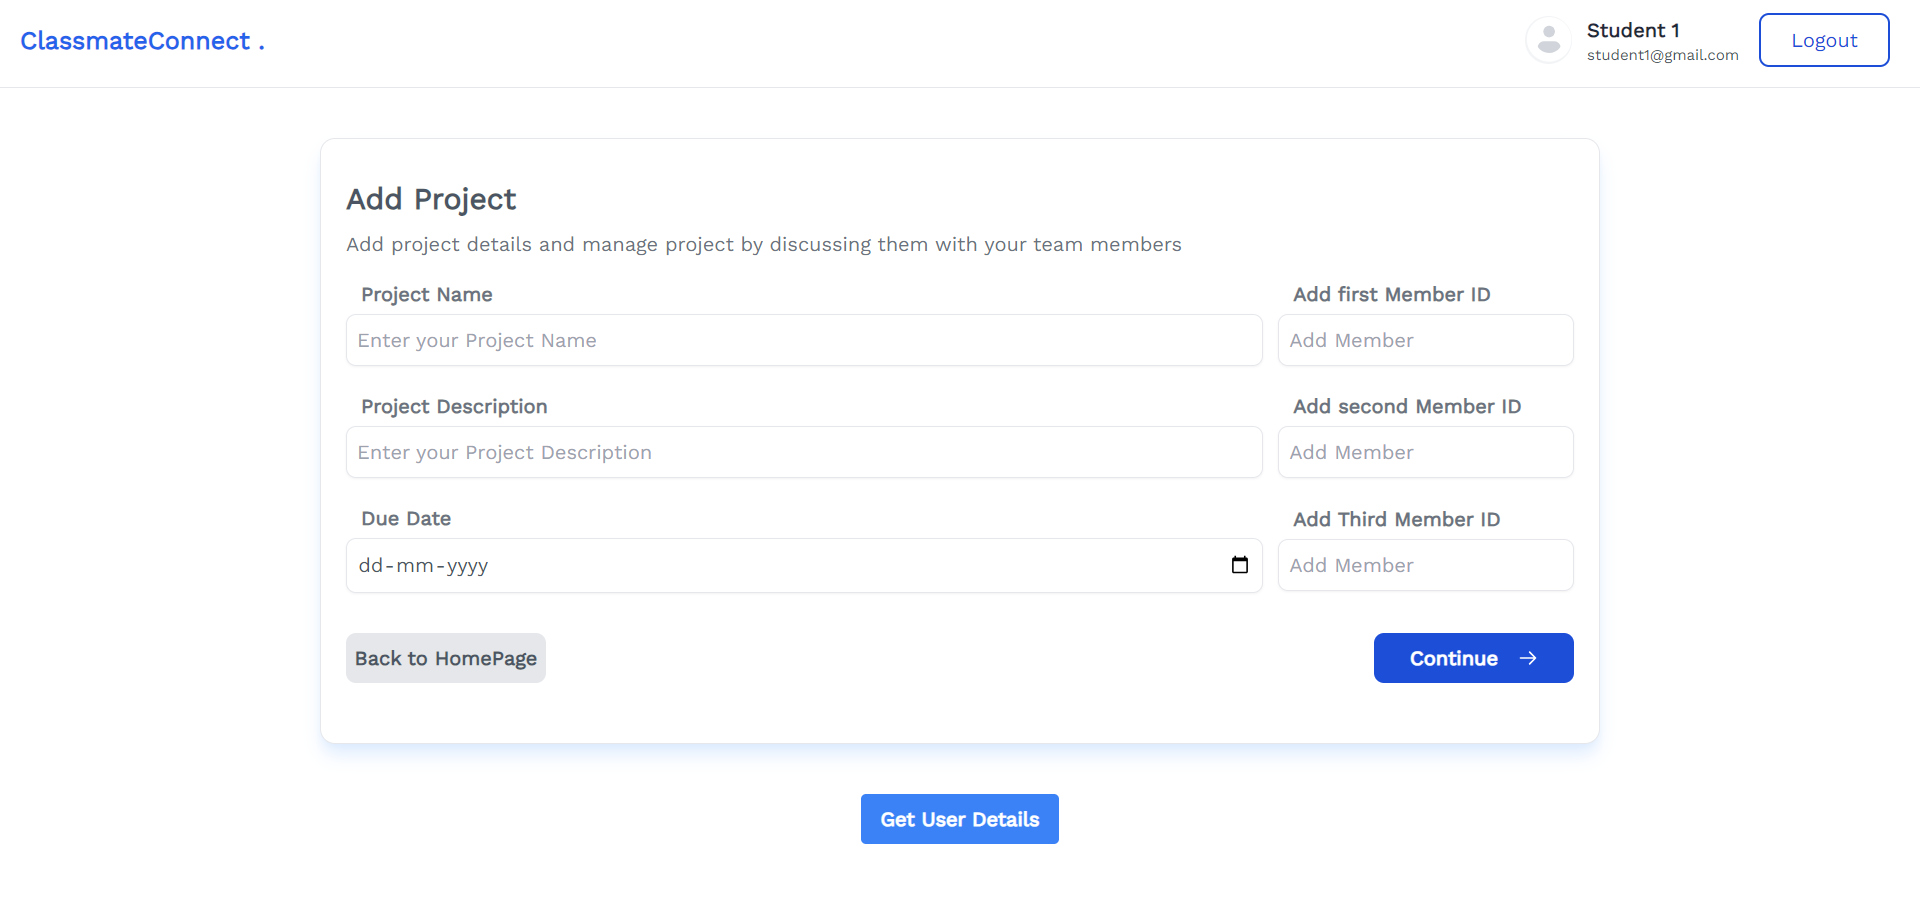 ClassmateConnect .
Student 1
student1@gmail.com
Logout
Add Project
Add project details and manage project by discussing them with your team members
Project Name
Enter your Project Name
Add first Member ID
Add Member
Project Description
Enter your Project Description
Add second Member ID
Add Member
Due Date
dd-mm-yyyy
Add Third Member ID
Add Member
Back to HomePage
Continue →
Get User Details